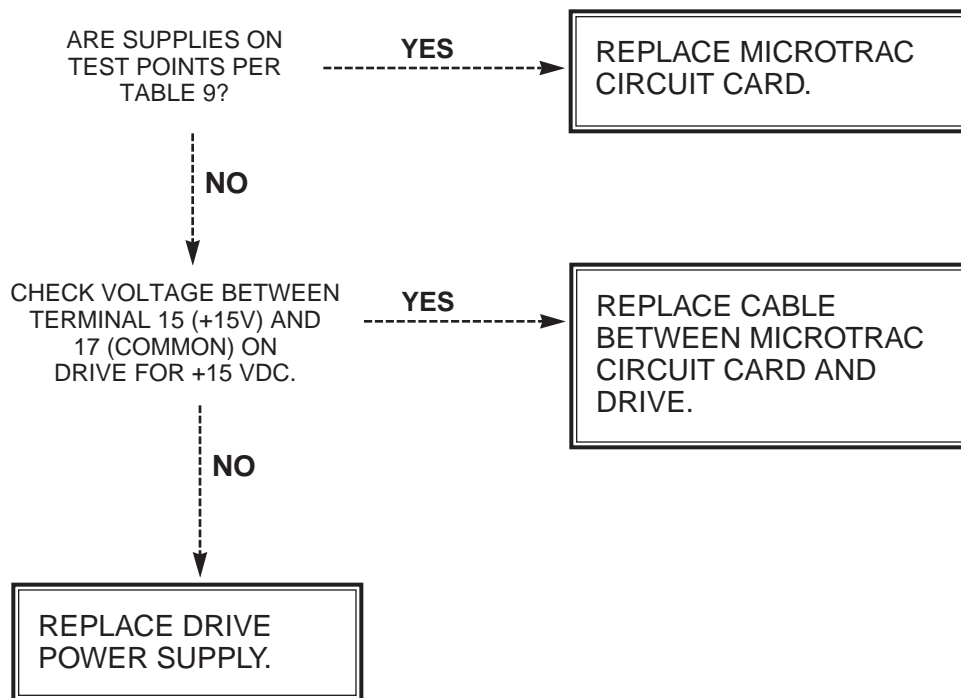 ARE SUPPLIES ON
TEST POINTS PER
TABLE 9?
YES
REPLACE MICROTRAC
CIRCUIT CARD.
NO
CHECK VOLTAGE BETWEEN
TERMINAL 15 (+15V) AND
17 (COMMON) ON
DRIVE FOR +15 VDC.
YES
REPLACE CABLE
BETWEEN MICROTRAC
CIRCUIT CARD AND
DRIVE.
NO
REPLACE DRIVE
POWER SUPPLY.